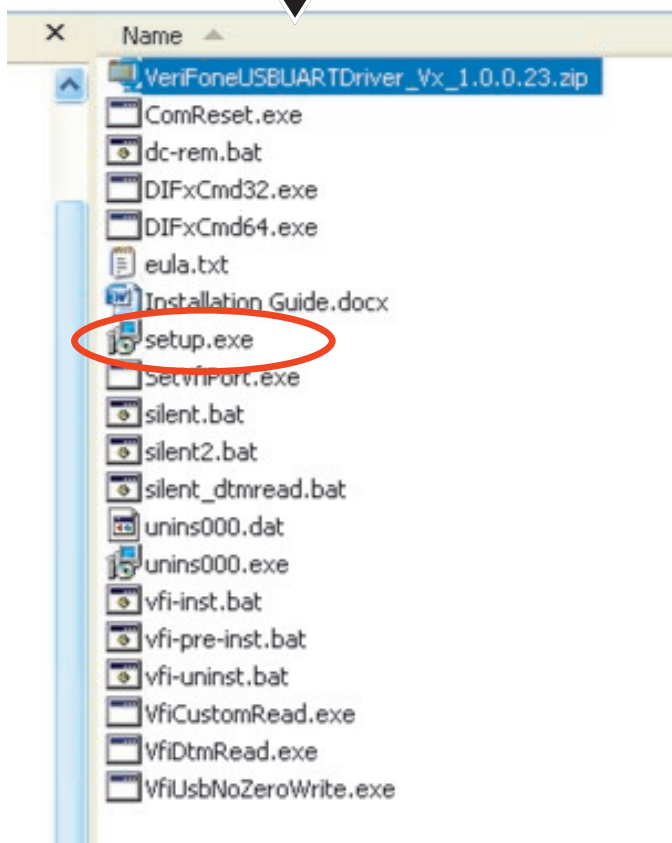 Name
VeriFoneUSBUARTDriver_Vx_1.0.0.23.zip
ComReset.exe
dc-rem.bat
DIFxCmd32.exe
DIFxCmd64.exe
eula.txt
Installation Guide.docx
setup.exe
SetVfiPort.exe
silent.bat
silent2.bat
silent_dtmread.bat
unins000.dat
unins000.exe
vfi-inst.bat
vfi-pre-inst.bat
vfi-uninst.bat
VfiCustomRead.exe
VfiDtmRead.exe
VfiUsbNoZeroWrite.exe